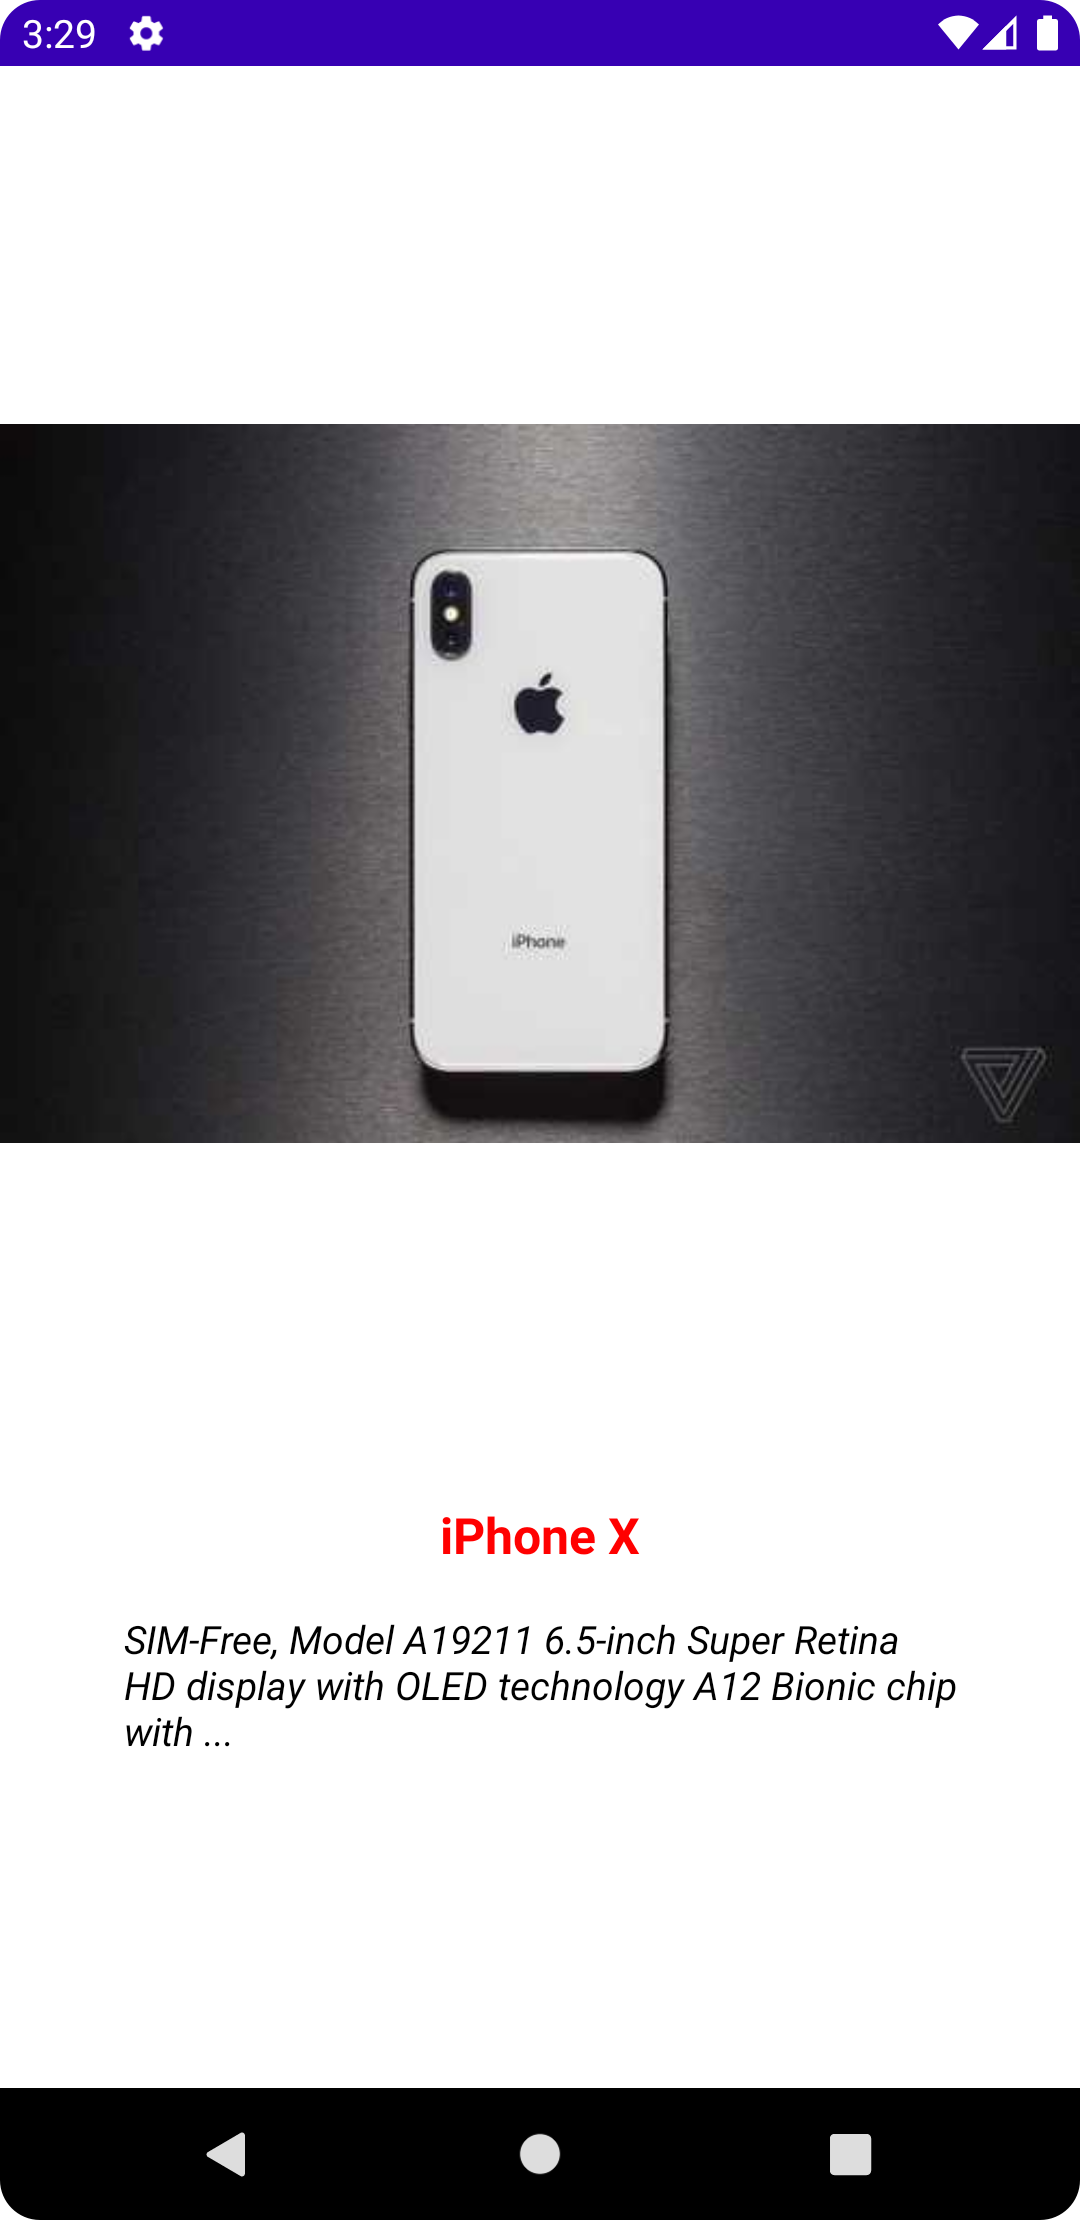 3:29
iPhone
iPhone X
SIM-Free, Model A19211 6.5-inch Super Retina
HD display with OLED technology A12 Bionic chip
with ...